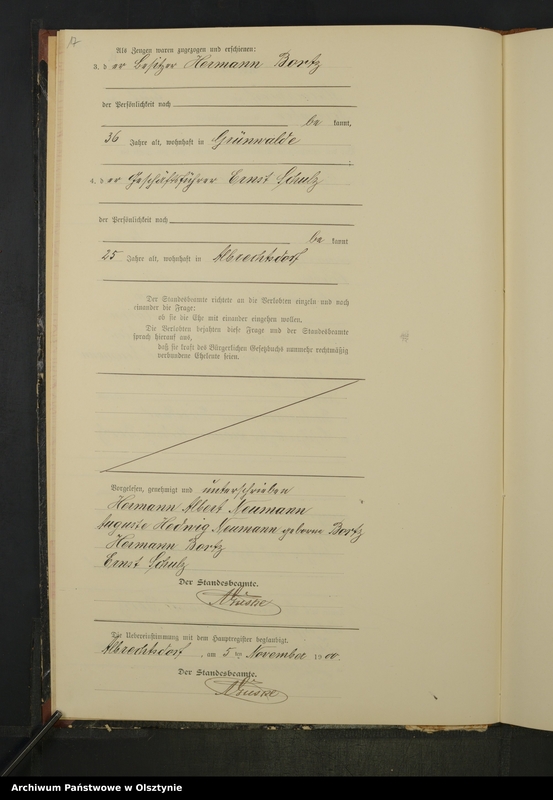 17
Als Zeugen waren zugezogen und erschienen:
3. der Besitzer Hermann Bortz
der Persönlichkeit nach
be kannt,
36 Jahre alt, wohnhaft in Grünwalde
4. der Geschäftsführer Ernst Schulz
der Persönlichkeit nach
be kannt
25 Jahre alt, wohnhaft in Albrechtsdorf
Der Standesbeamte richtete an die Verlobten einzeln und nach
einander die Frage:
ob sie die Ehe mit einander eingehen wollen.
Die Verlobten bejahten diese Frage und der Standesbeamte
sprach hierauf aus,
daß sie kraft des Bürgerlichen Gesetzbuchs nunmehr rechtmäßig
verbundene Eheleute seien.
Vorgelesen, genehmigt und unterschrieben
Hermann Albert Neumann
Auguste Hedwig Neumann geborne Bortz
Hermann Bortz
Ernst Schulz
Der Standesbeamte.
Die Uebereinstimmung mit dem Hauptregister beglaubigt.
Albrechtsdorf, am 5 ten November 1900.
Der Standesbeamte.
Archiwum Państwowe w Olsztynie